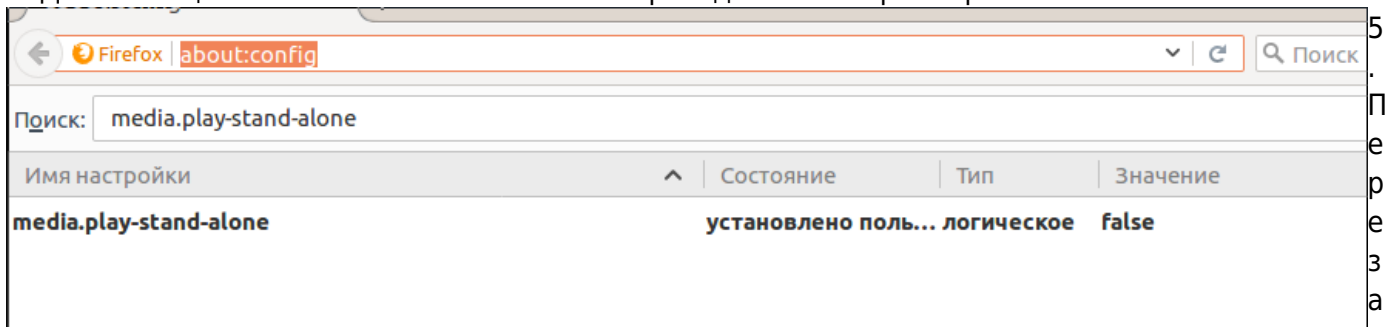 Firefox about:config Поиск
Поиск: media.play-stand-alone
Имя настройки Состояние Тип Значение
media.play-stand-alone установлено поль... логическое false
5
.
П
е
р
е
з
а